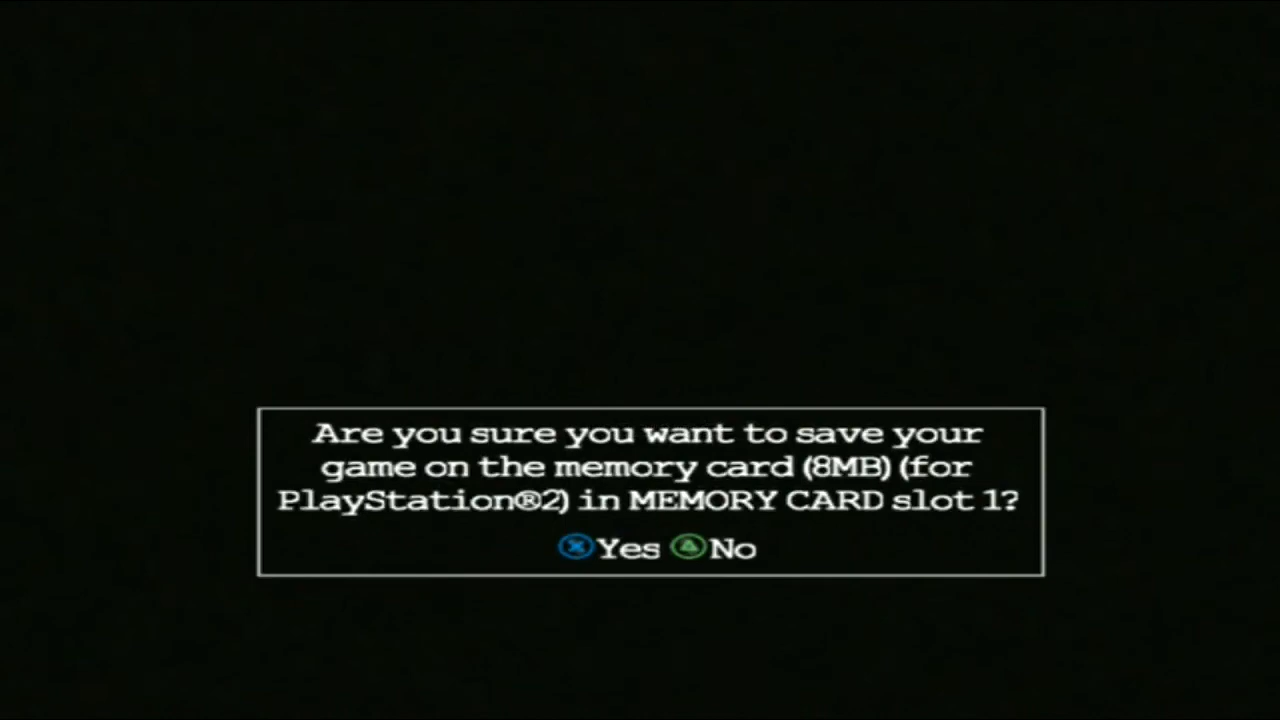 Are you sure you want to save your
game on the memory card (8MB) (for
PlayStation®2) in MEMORY CARD slot 1?
Yes No